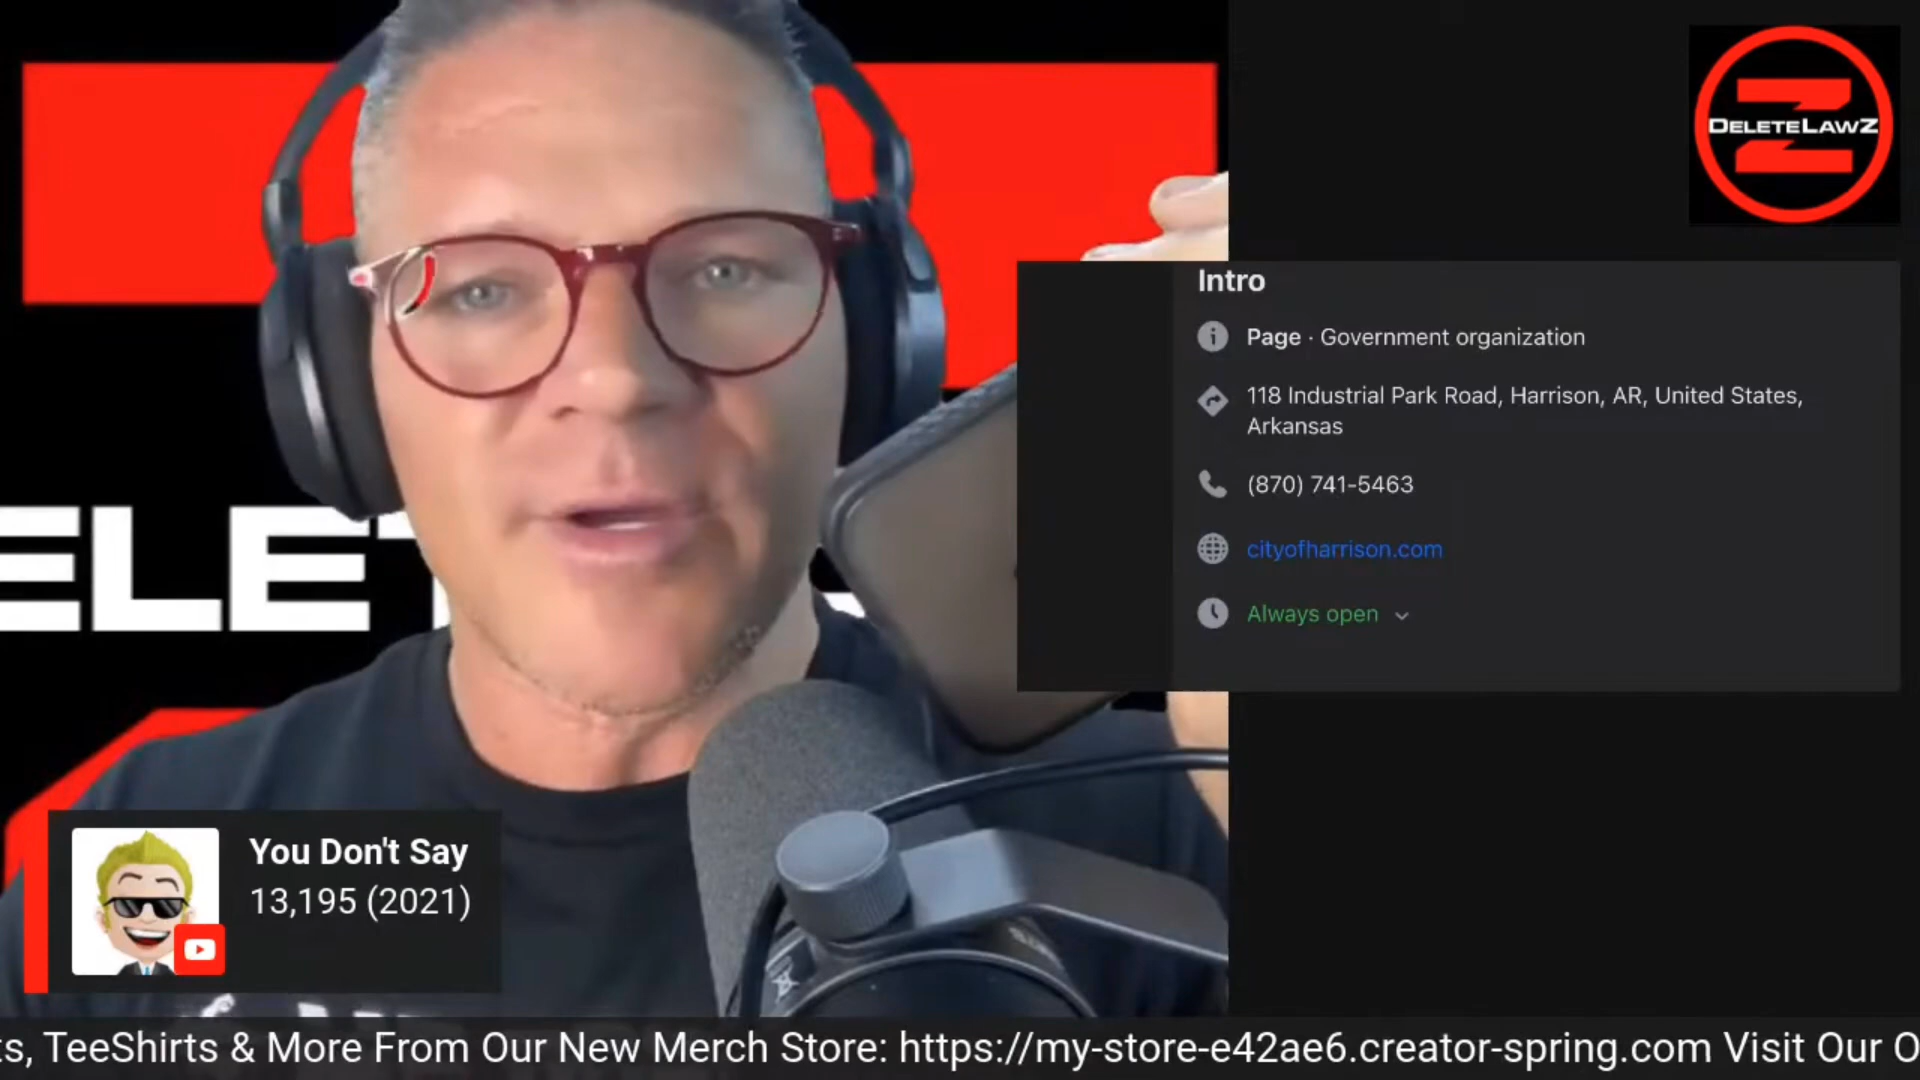 DELETELAWZ
Intro
Page · Government organization
118 Industrial Park Road, Harrison, AR, United States,
Arkansas
(870) 741-5463
cityofharrison.com
Always open
ELET
You Don't Say
13,195 (2021)
ts, TeeShirts & More From Our New Merch Store: https://my-store-e42ae6.creator-spring.com Visit Our O